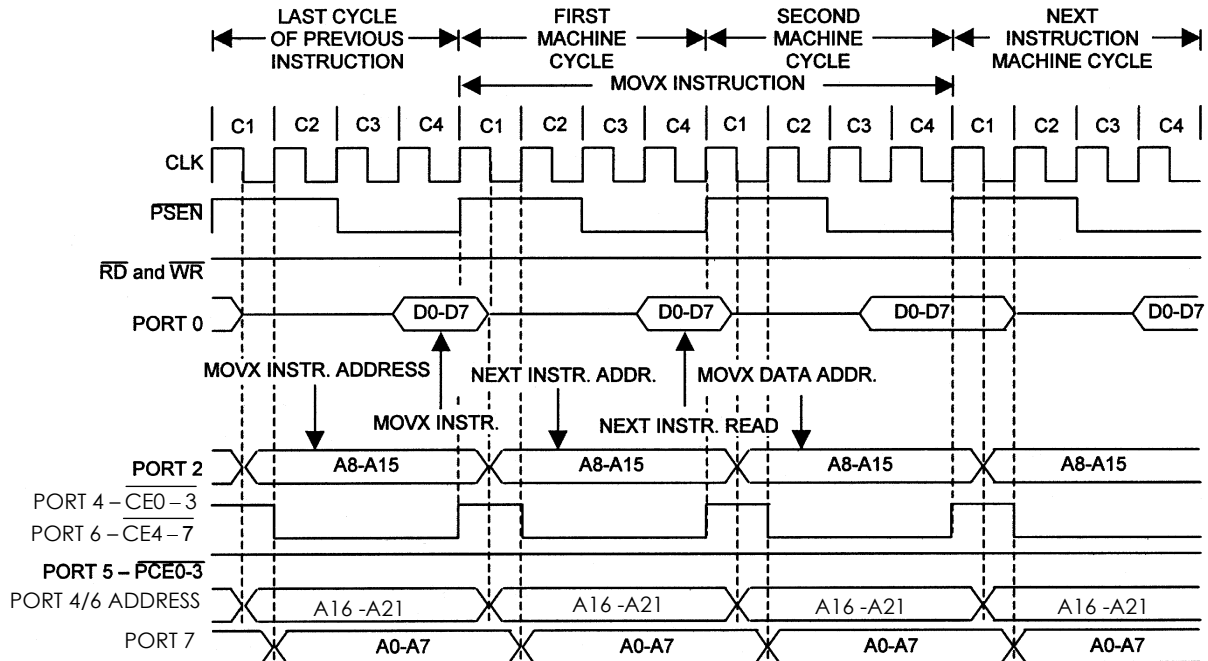 LAST CYCLE OF PREVIOUS INSTRUCTION
FIRST MACHINE CYCLE
SECOND MACHINE CYCLE
NEXT INSTRUCTION MACHINE CYCLE
MOVX INSTRUCTION
C1 C2 C3 C4 C1 C2 C3 C4 C1 C2 C3 C4 C1 C2 C3 C4
CLK
PSEN
RD and WR
PORT 0 D0-D7 D0-D7 D0-D7 D0-D7
MOVX INSTR. ADDRESS NEXT INSTR. ADDR. MOVX DATA ADDR.
MOVX INSTR. NEXT INSTR. READ
PORT 2 A8-A15 A8-A15 A8-A15 A8-A15
PORT 4 – CE0 – 3
PORT 6 – CE4 – 7
PORT 5 – PCE0-3
PORT 4/6 ADDRESS A16 -A21 A16 -A21 A16 -A21 A16 -A21
PORT 7 A0-A7 A0-A7 A0-A7 A0-A7